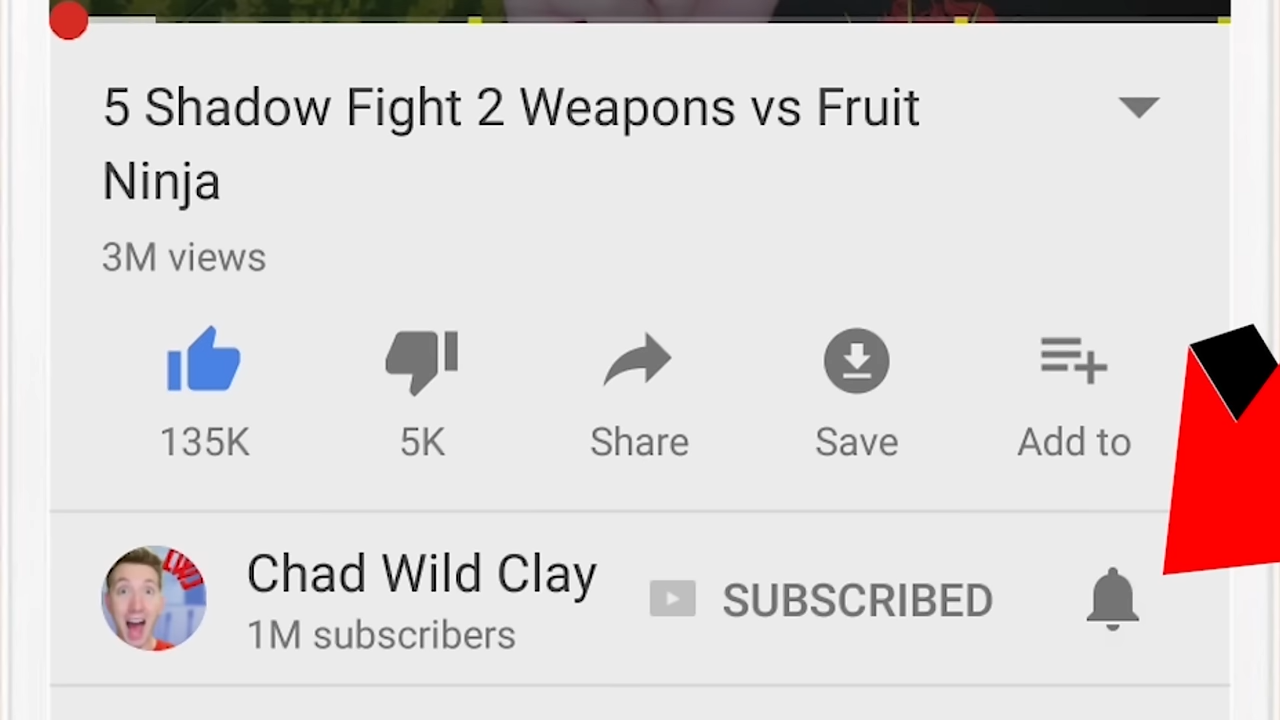 5 Shadow Fight 2 Weapons vs Fruit
Ninja
3M views
135K
5K
Share
Save
Add to
Chad Wild Clay
SUBSCRIBED
1M subscribers